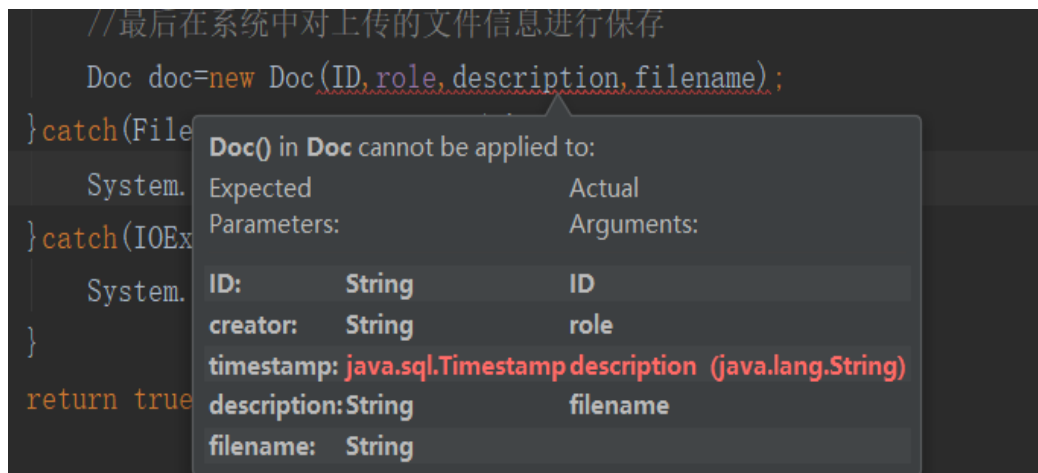 //最后在系统中对上传的文件信息进行保存
Doc doc=new Doc(ID,role,description,filename);
}catch(File
Doc() in Doc cannot be applied to:
System.
Expected Actual
Parameters: Arguments:
}catch(IOEx
ID: String ID
System.
creator: String role
}
timestamp: java.sql.Timestamp description (java.lang.String)
return true
description: String filename
filename: String